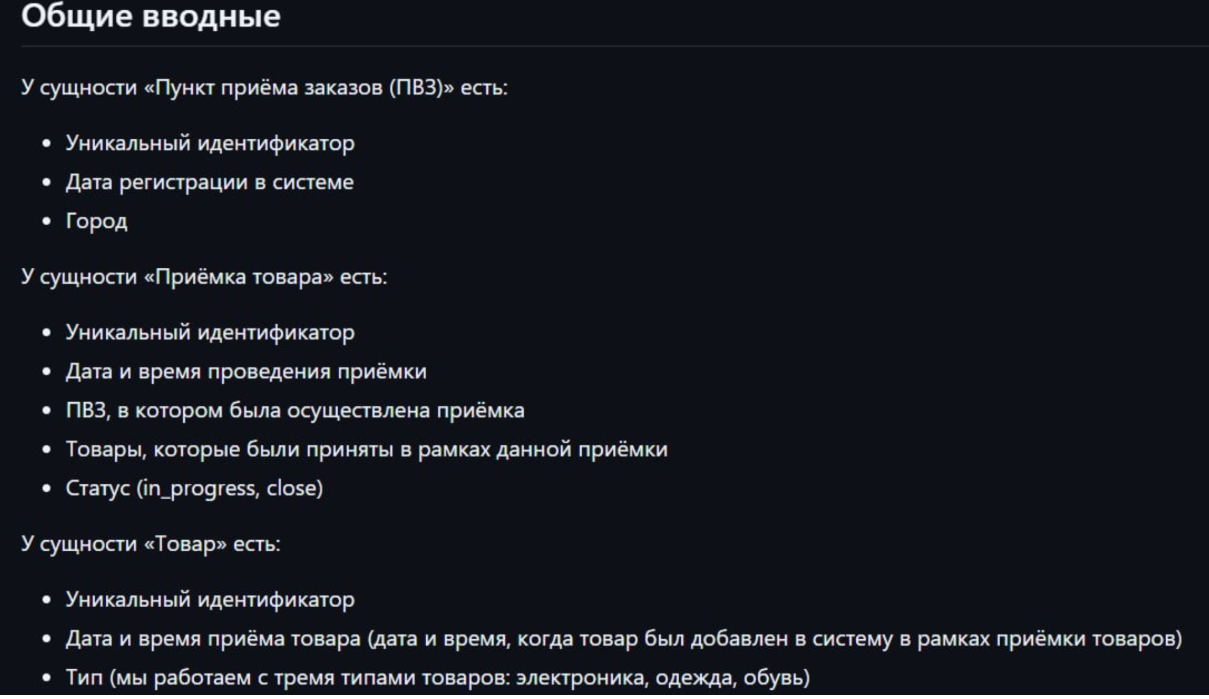 Общие вводные
У сущности «Пункт приёма заказов (ПВЗ)» есть:
• Уникальный идентификатор
• Дата регистрации в системе
• Город
У сущности «Приёмка товара» есть:
• Уникальный идентификатор
• Дата и время проведения приёмки
• ПВЗ, в котором была осуществлена приёмка
• Товары, которые были приняты в рамках данной приёмки
• Статус (in_progress, close)
У сущности «Товар» есть:
• Уникальный идентификатор
• Дата и время приёма товара (дата и время, когда товар был добавлен в систему в рамках приёмки товаров)
• Тип (мы работаем с тремя типами товаров: электроника, одежда, обувь)